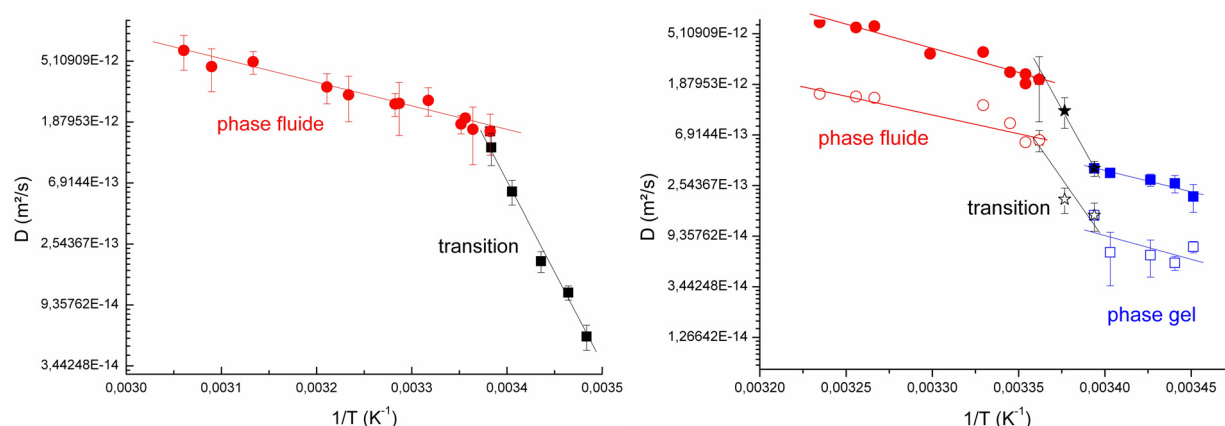 5,10909E-12
1,87953E-12
6,9144E-13
2,54367E-13
9,35762E-14
3,44248E-14
D (m²/s)
phase fluide
transition
0,0030
0,0031
0,0032
0,0033
0,0034
0,0035
1/T (K⁻¹)
5,10909E-12
1,87953E-12
6,9144E-13
2,54367E-13
9,35762E-14
3,44248E-14
1,26642E-14
D (m²/s)
phase fluide
transition
phase gel
0,00320
0,00325
0,00330
0,00335
0,00340
0,00345
1/T (K⁻¹)